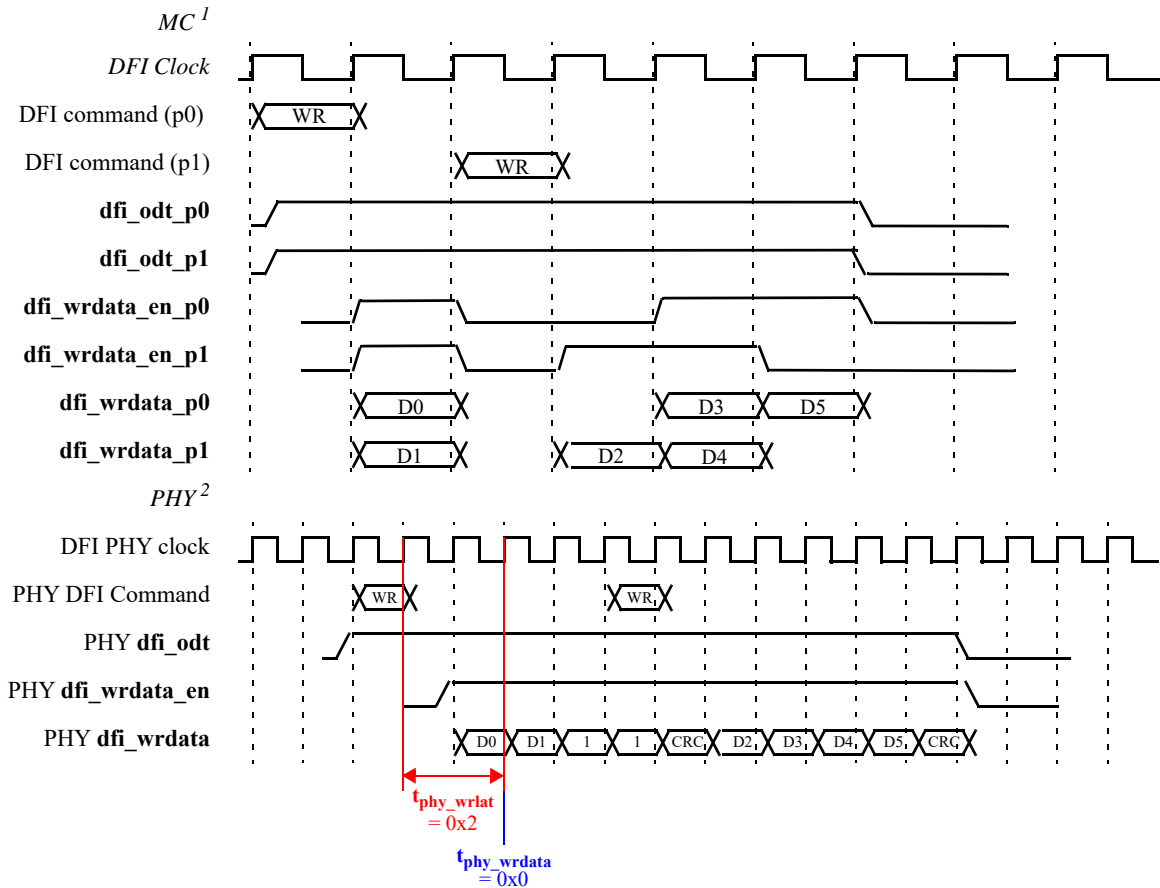 MC 1
DFI Clock
DFI command (p0) WR
DFI command (p1) WR
dfi_odt_p0
dfi_odt_p1
dfi_wrdata_en_p0
dfi_wrdata_en_p1
dfi_wrdata_p0 D0 D3 D5
dfi_wrdata_p1 D1 D2 D4
PHY 2
DFI PHY clock
PHY DFI Command WR WR
PHY dfi_odt
PHY dfi_wrdata_en
PHY dfi_wrdata D0 D1 1 1 CRC D2 D3 D4 D5 CRC
tphy_wrlat
= 0x2
tphy_wrdata
= 0x0